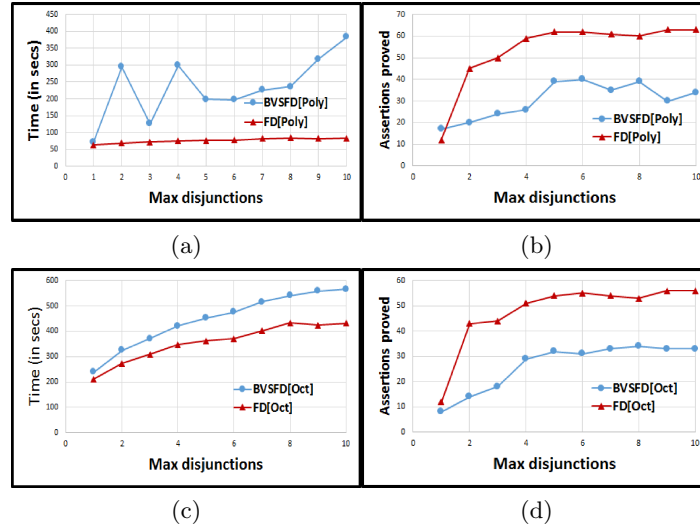 Time (in secs)
450
400
350
300
250
200
150
100
50
0
BVSFD[Poly]
FD[Poly]
0 1 2 3 4 5 6 7 8 9 10
Max disjunctions
(a)
Assertions proved
70
60
50
40
30
20
10
0
BVSFD[Poly]
FD[Poly]
0 2 4 6 8 10
Max disjunctions
(b)
Time (in secs)
600
500
400
300
200
100
0
BVSFD[Oct]
FD[Oct]
0 2 4 6 8 10
Max disjunctions
(c)
Assertions proved
60
50
40
30
20
10
0
BVSFD[Oct]
FD[Oct]
0 2 4 6 8 10
Max disjunctions
(d)